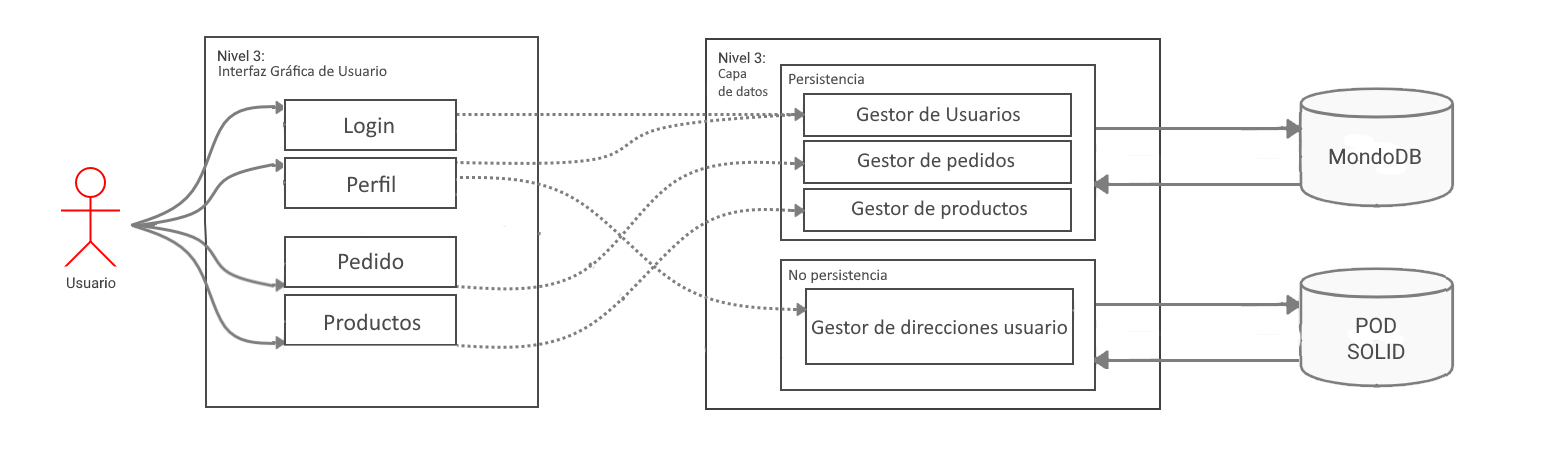 Nivel 3:
Interfaz Gráfica de Usuario
Login
Perfil
Pedido
Productos
Usuario
Nivel 3:
Capa
de datos
Persistencia
Gestor de Usuarios
Gestor de pedidos
Gestor de productos
No persistencia
Gestor de direcciones usuario
MondoDB
POD
SOLID